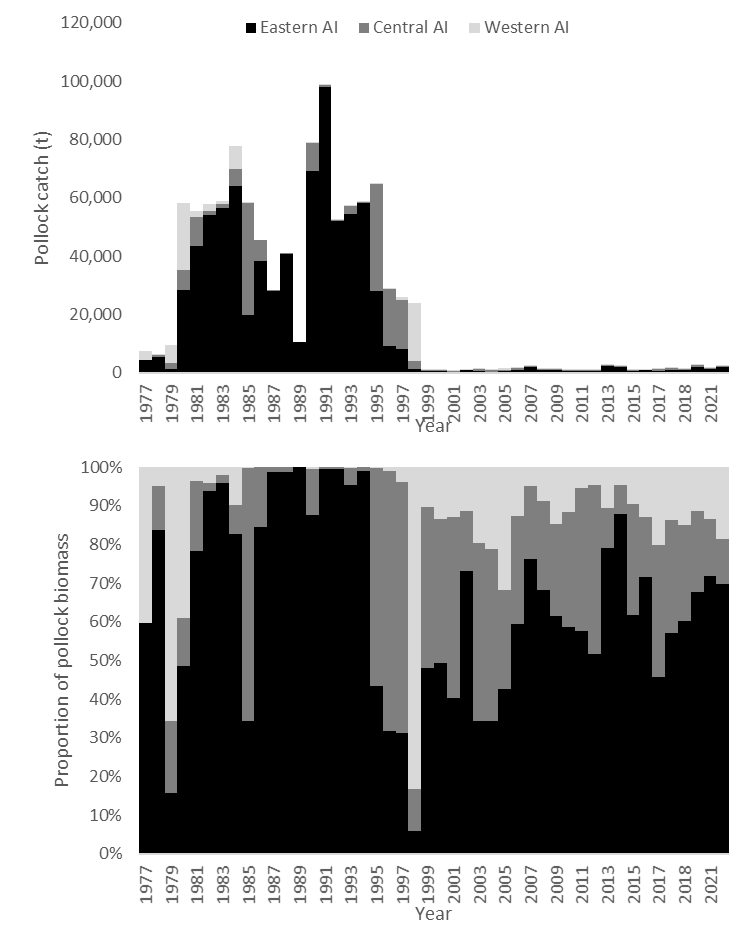 120,000
Eastern AI Central AI Western AI
100,000
80,000
60,000
40,000
20,000
0
Pollock catch (t)
1977 1979 1981 1983 1985 1987 1989 1991 1993 1995 1997 1999 2001 2003 2005 2007 2009 2011 2013 2015 2017 2018 2021
Year
100%
90%
80%
70%
60%
50%
40%
30%
20%
10%
0%
Proportion of pollock biomass
1977 1979 1981 1983 1985 1987 1989 1991 1993 1995 1997 1999 2001 2003 2005 2007 2009 2011 2013 2015 2017 2018 2021
Year